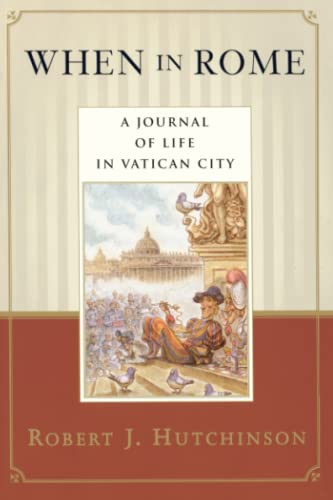 WHEN IN ROME
A JOURNAL
OF LIFE
IN VATICAN CITY
ROBERT J. HUTCHINSON